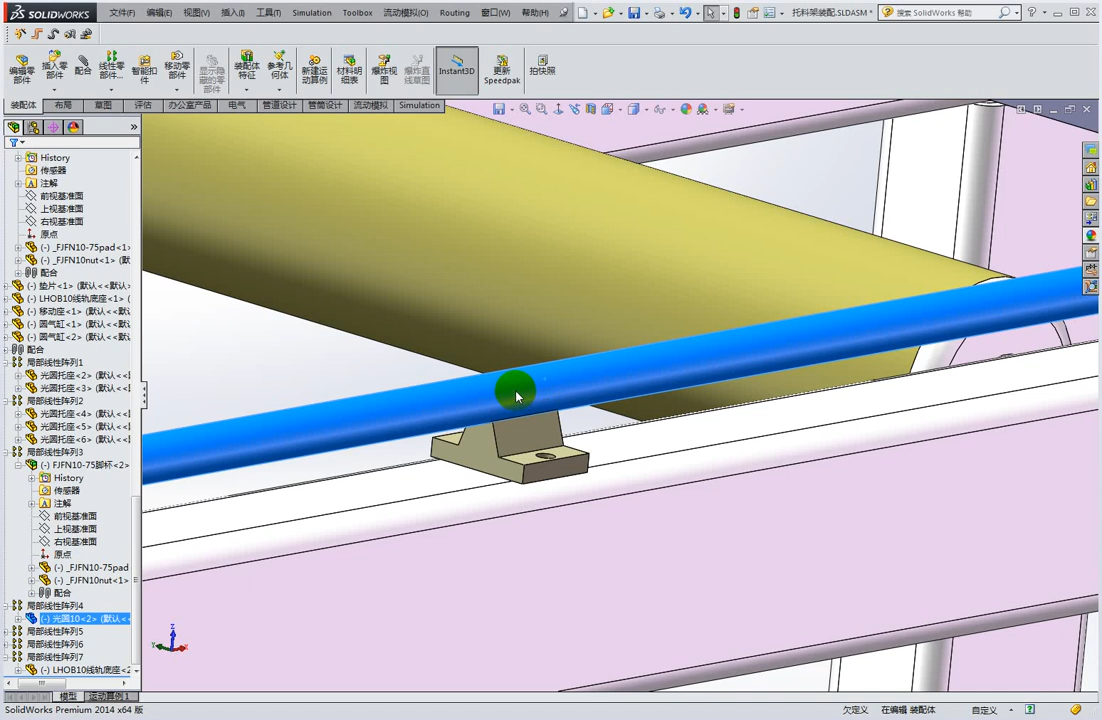 SOLIDWORKS 文件(F) 编辑(E) 视图(V) 插入(I) 工具(T) Simulation Toolbox 流动模拟(O) Routing 窗口(W) 帮助(H) 托料架装配.SLDASM * 搜索 SolidWorks 帮助
编辑零部件 插入零部件 配合 线性零部件... 智能扣件 移动零部件 显示隐藏的零部件 装配体特征 参考几何体 新建运动算例 材料明细表 爆炸视图 爆炸直线草图 Instant3D 更新 Speedpak 拍快照
装配体 布局 草图 评估 办公室产品 电气 管道设计 管筒设计 流动模拟 Simulation
History
传感器
注解
前视基准面
上视基准面
右视基准面
原点
(-) _FJFN10-75pad<1>
(-) _FJFN10nut<1> (默
配合
(-) 垫片<1> (默认<<默认
(-) LHOB10线轨底座<1> (
(-) 移动座<1> (默认<<默
(-) 圆气缸<1> (默认<<默
(-) 圆气缸<2> (默认<<默
配合
局部线性阵列1
(-) 光圆托座<2> (默认<
(-) 光圆托座<3> (默认<
局部线性阵列2
(-) 光圆托座<4> (默认<
(-) 光圆托座<5> (默认<
(-) 光圆托座<6> (默认<
局部线性阵列3
(-) FJFN10-75脚杯<2>
History
传感器
注解
前视基准面
上视基准面
右视基准面
原点
(-) _FJFN10-75pad
(-) _FJFN10nut<1>
配合
局部线性阵列4
(-) 光圆10<2> (默认<
局部线性阵列5
局部线性阵列6
局部线性阵列7
(-) LHOB10线轨底座<2
Z
Y
X
模型 运动算例1
SolidWorks Premium 2014 x64 版 欠定义 在编辑 装配体 自定义